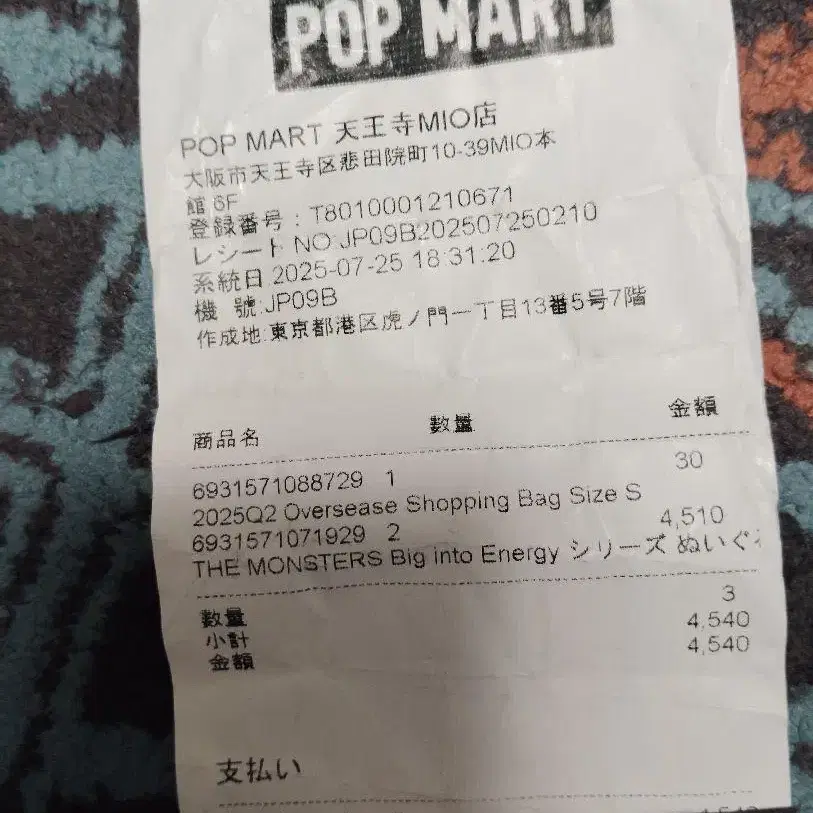 POP MART
POP MART 天王寺MIO店
大阪市天王寺区悲田院町10-39MIO本
館 6F
登録番号 : T8010001210671
レシート NO:JP09B202507250210
系統日:2025-07-25 18:31:20
機 號:JP09B
作成地:東京都港区虎ノ門一丁目13番5号7階
商品名 數量 金額
6931571088729 1 30
2025Q2 Oversease Shopping Bag Size S
6931571071929 2 4,510
THE MONSTERS Big into Energy シリーズ ぬいぐ
數量 3
小計 4,540
金額 4,540
支払い